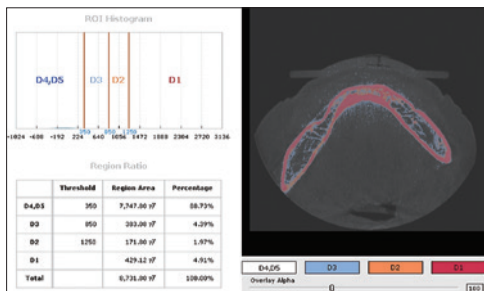 ROI Histogram
D4,D5 D3 D2 D1
-1024 -608 -192 224 640 1056 1472 1888 2304 2720 3136
350 850 1250
Region Ratio
Threshold Region Area Percentage
D4,D5 350 7,747.00 88.73%
D3 850 383.00 4.39%
D2 1250 171.00 1.97%
D1 429.12 4.91%
Total 8,731.00 100.00%
D4,D5 D3 D2 D1
Overlay Alpha
100